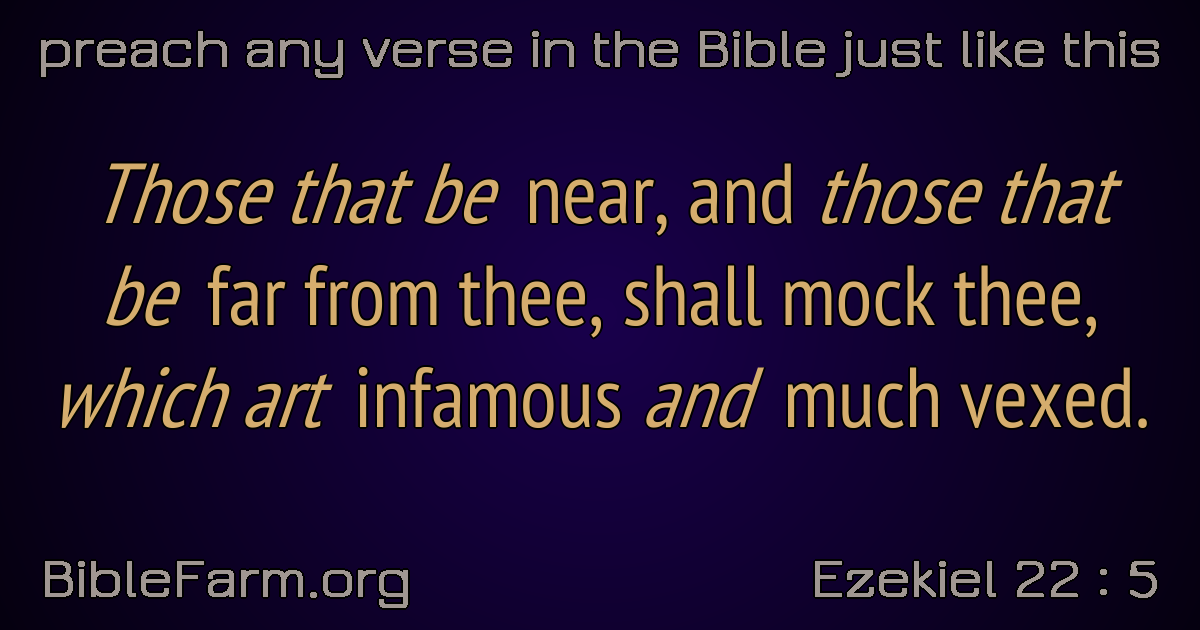 preach any verse in the Bible just like this
Those that be near, and those that
be far from thee, shall mock thee,
which art infamous and much vexed.
BibleFarm.org
Ezekiel 22 : 5